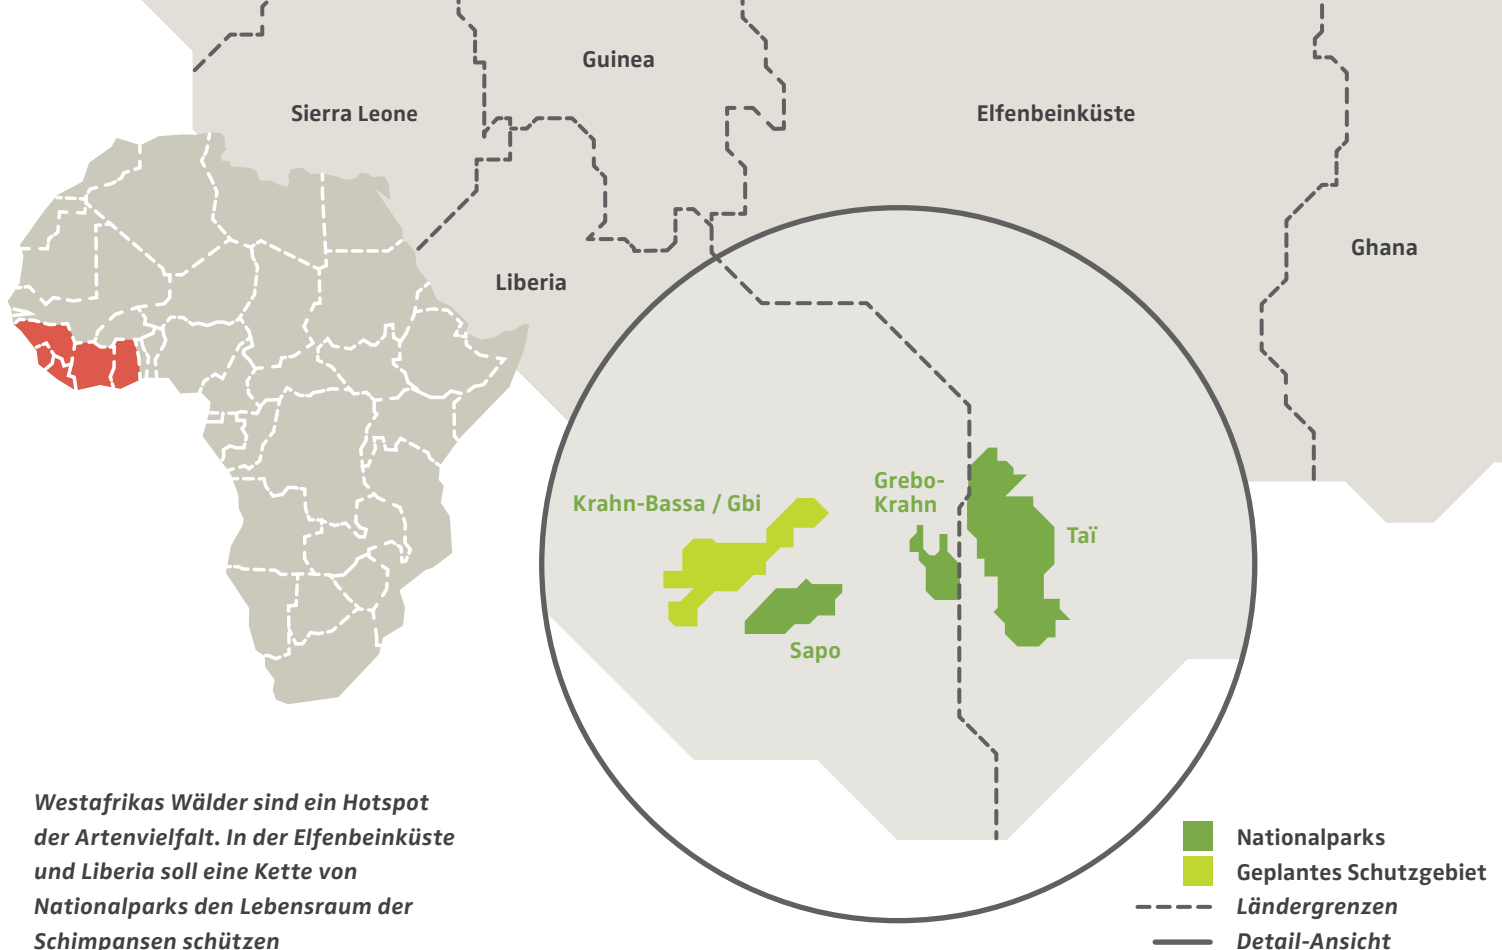 Guinea
Sierra Leone
Elfenbeinküste
Ghana
Liberia
Grebo-
Krahn
Krahn-Bassa / Gbi
Taï
Sapo
Westafrikas Wälder sind ein Hotspot
der Artenvielfalt. In der Elfenbeinküste
und Liberia soll eine Kette von
Nationalparks den Lebensraum der
Schimpansen schützen
Nationalparks
Geplantes Schutzgebiet
Ländergrenzen
Detail-Ansicht